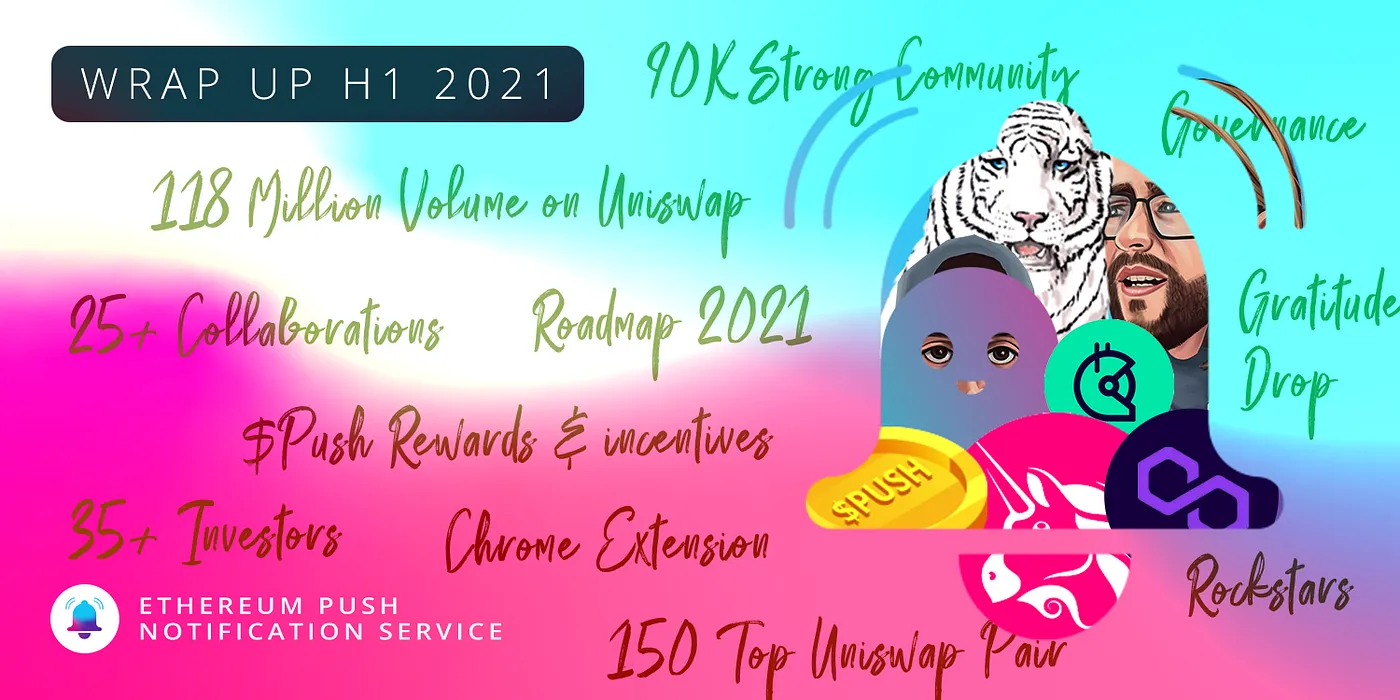 WRAP UP H1 2021
90K Strong Community
Governance
118 Million Volume on Uniswap
25+ Collaborations
Roadmap 2021
Gratitude
Drop
$Push Rewards & incentives
$PUSH
35+ Investors
Chrome Extension
Rockstars
ETHEREUM PUSH
NOTIFICATION SERVICE
150 Top Uniswap Pair